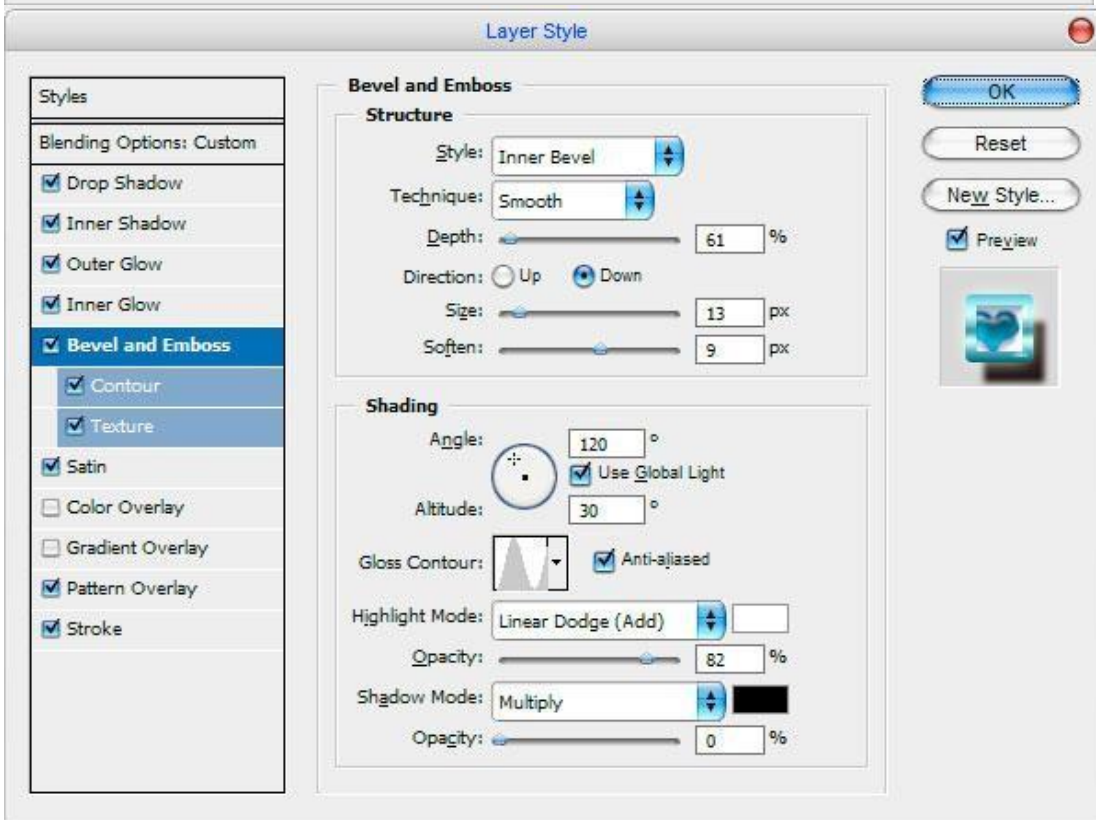 Layer Style
Styles
Blending Options: Custom
Drop Shadow
Inner Shadow
Outer Glow
Inner Glow
Bevel and Emboss
Contour
Texture
Satin
Color Overlay
Gradient Overlay
Pattern Overlay
Stroke
Bevel and Emboss
Structure
Style: Inner Bevel
Technique: Smooth
Depth: 61 %
Direction: Up Down
Size: 13 px
Soften: 9 px
Shading
Angle: 120 °
Use Global Light
Altitude: 30 °
Gloss Contour: Anti-aliased
Highlight Mode: Linear Dodge (Add)
Opacity: 82 %
Shadow Mode: Multiply
Opacity: 0 %
OK
Reset
New Style...
Preview